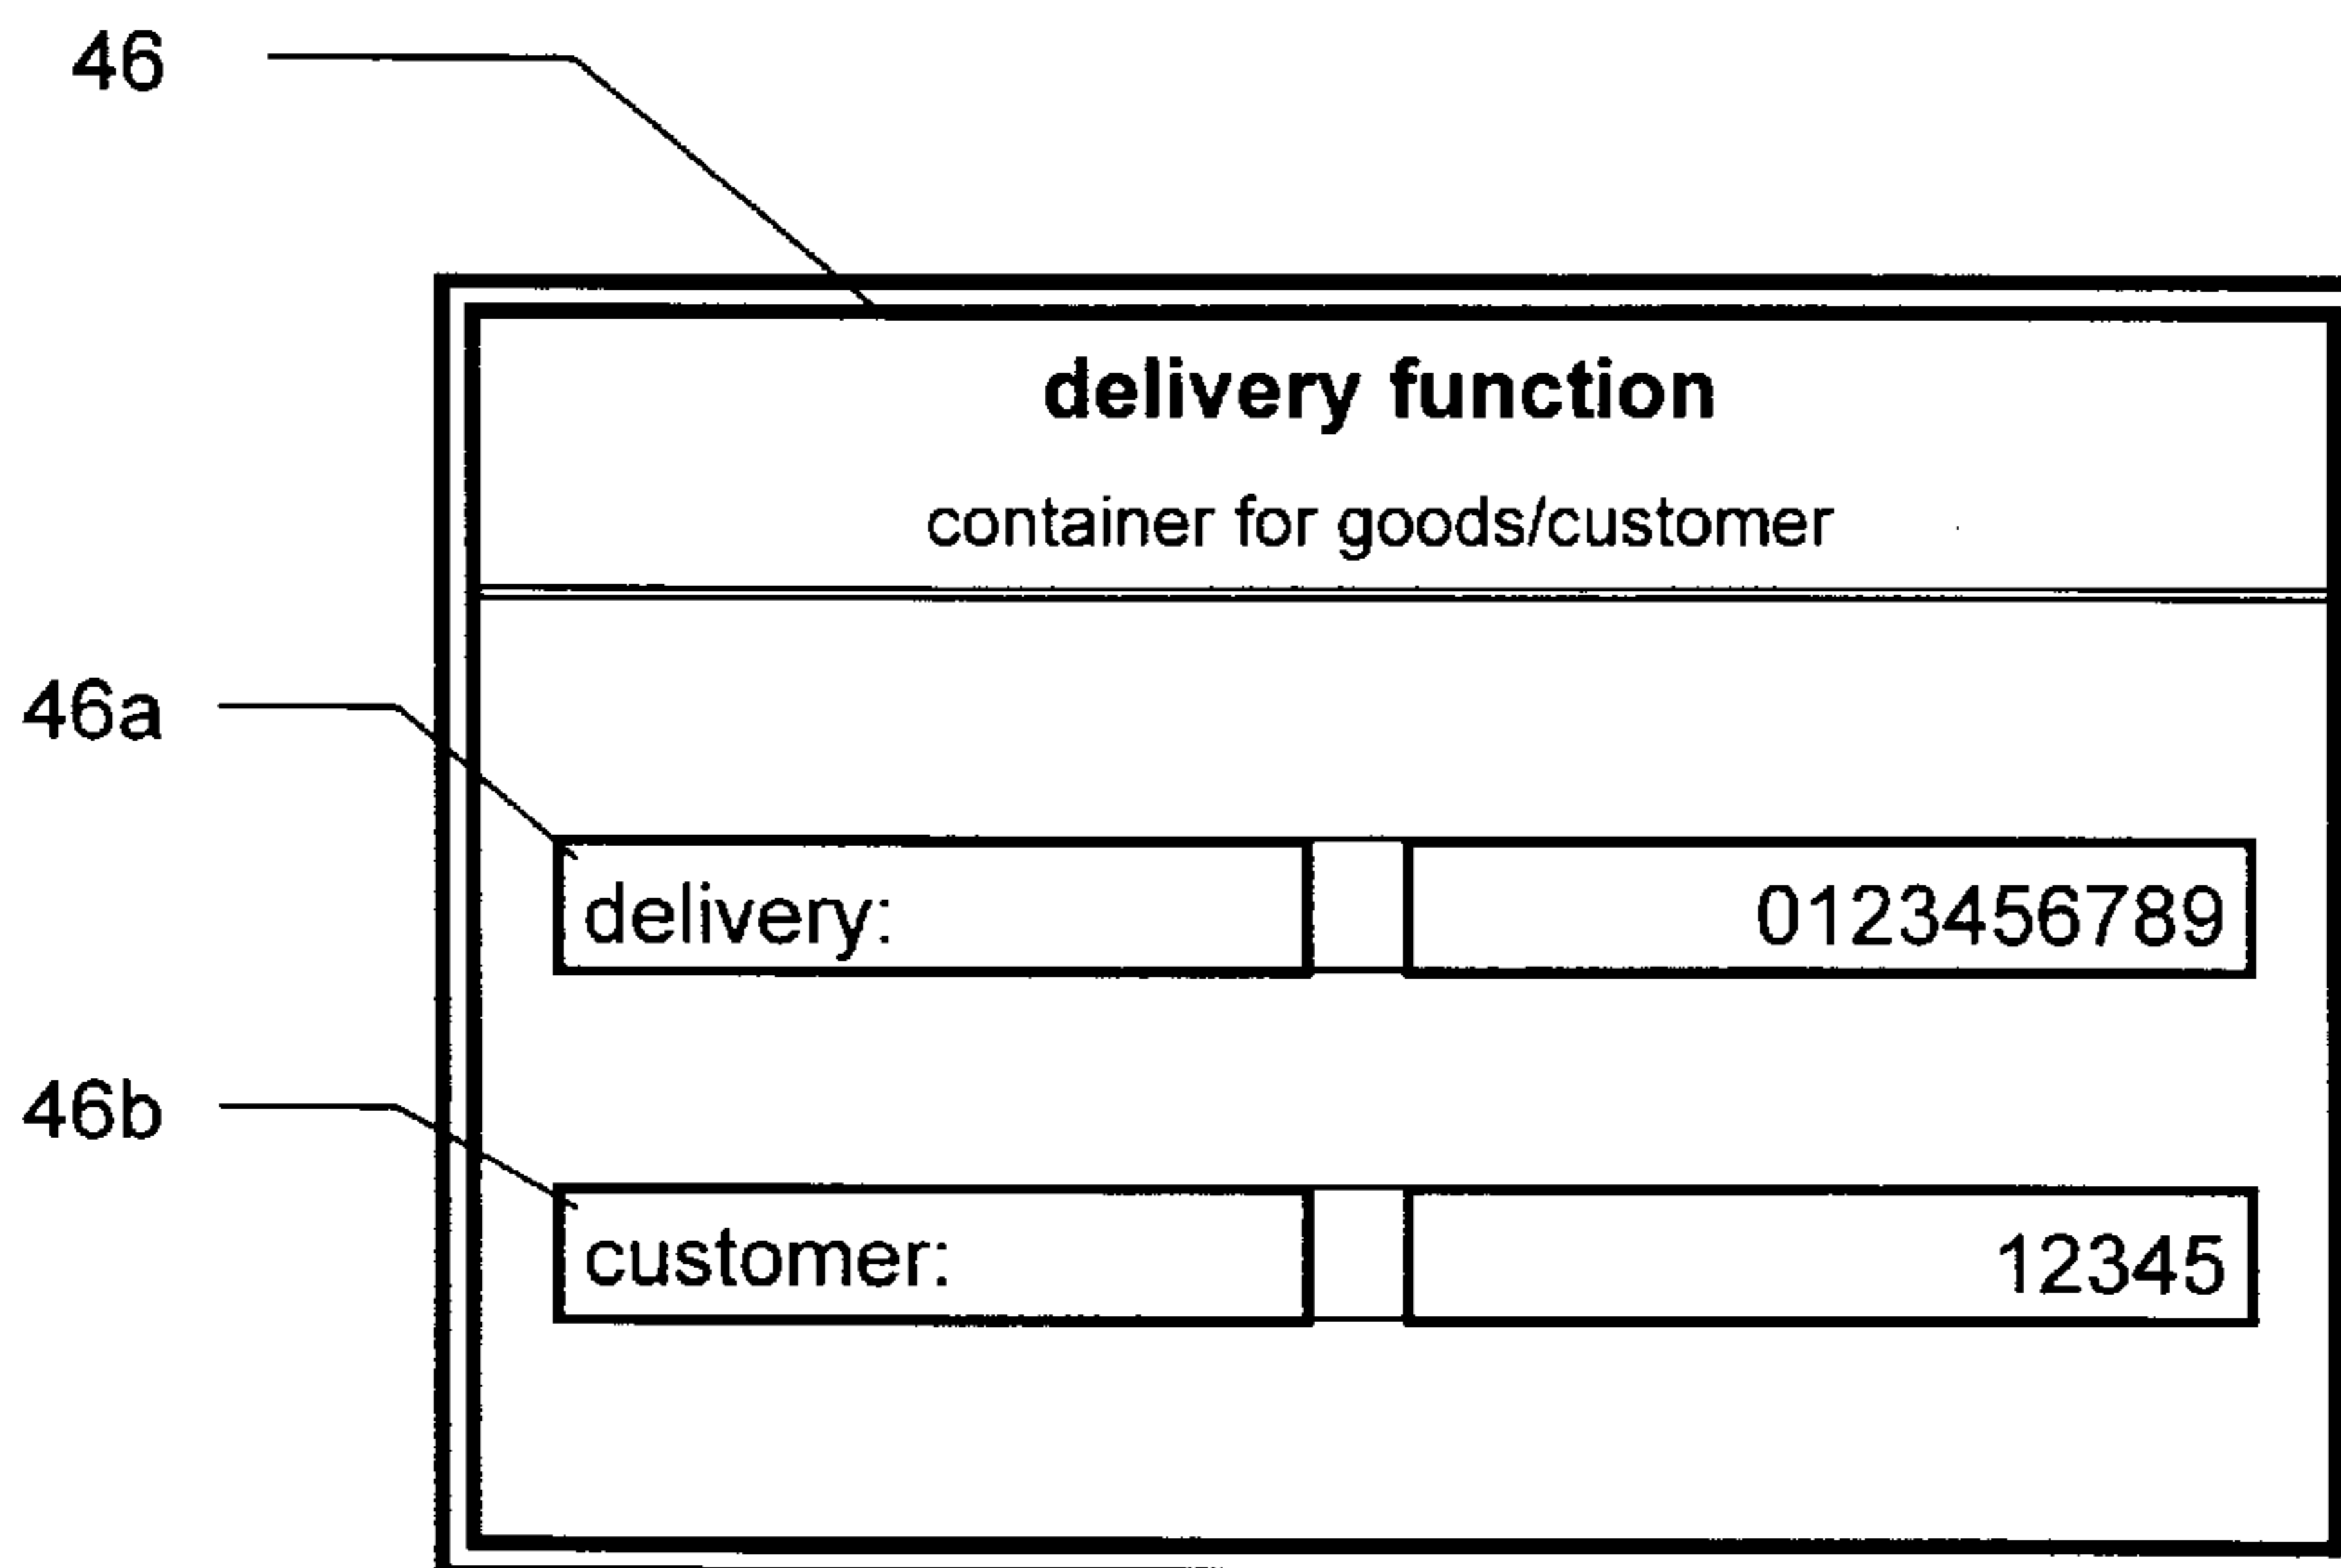 46
delivery function
container for goods/customer
46a
delivery: 0123456789
46b
customer: 12345